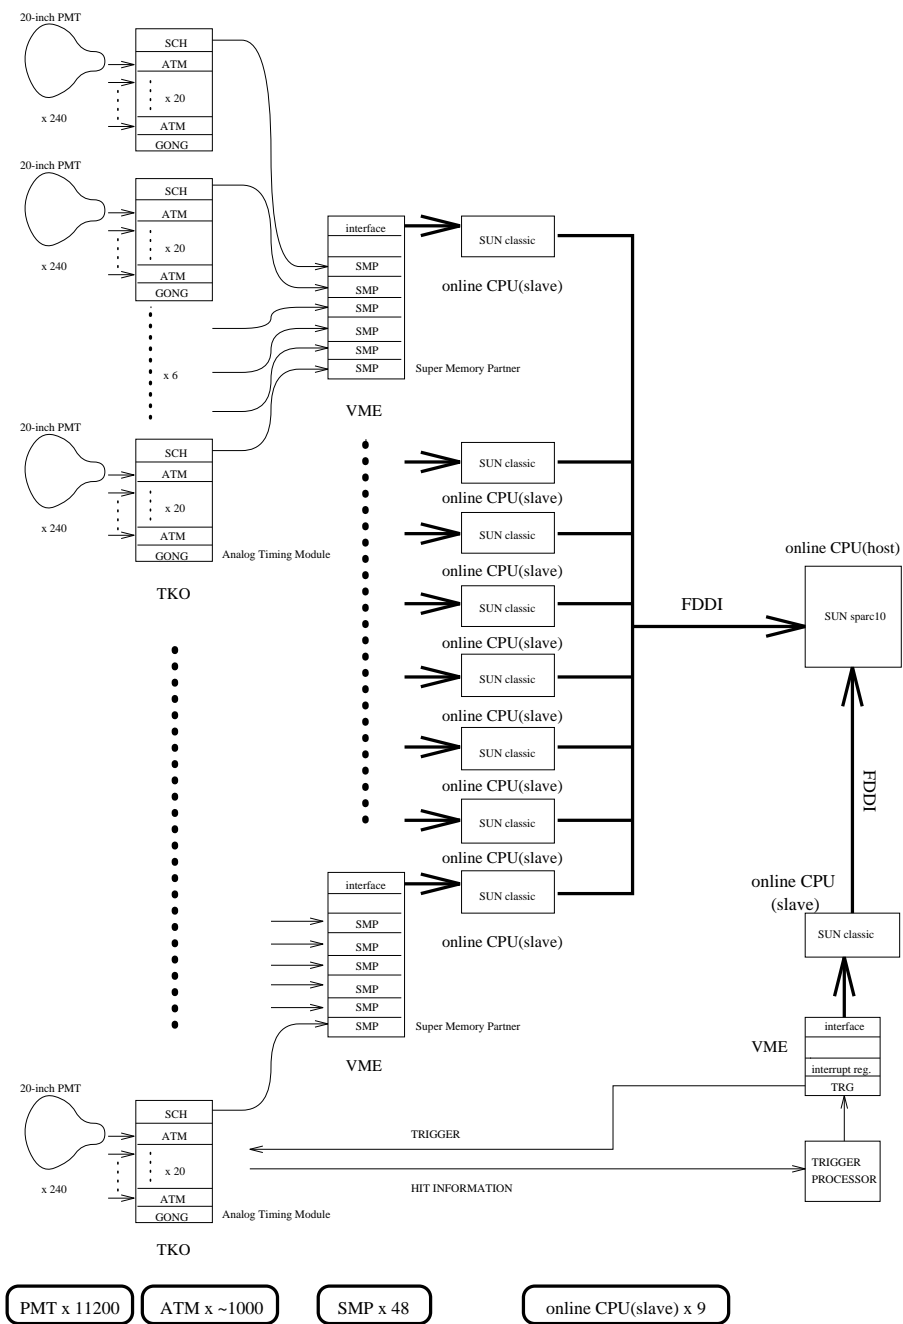 20-inch PMT
x 240
SCH
ATM
x 20
ATM
GONG
20-inch PMT
x 240
SCH
ATM
x 20
ATM
GONG
x 6
20-inch PMT
x 240
SCH
ATM
x 20
ATM
GONG
Analog Timing Module
TKO
interface
SMP
SMP
SMP
SMP
SMP
SMP
Super Memory Partner
VME
SUN classic
online CPU(slave)
SUN classic
online CPU(slave)
SUN classic
online CPU(slave)
SUN classic
online CPU(slave)
SUN classic
online CPU(slave)
SUN classic
online CPU(slave)
SUN classic
online CPU(slave)
SUN classic
online CPU(slave)
FDDI
online CPU(host)
SUN sparc10
FDDI
online CPU
(slave)
SUN classic
interface
SMP
SMP
SMP
SMP
SMP
SMP
Super Memory Partner
VME
VME
interface
interrupt reg.
TRG
TRIGGER
PROCESSOR
TRIGGER
HIT INFORMATION
20-inch PMT
x 240
SCH
ATM
x 20
ATM
GONG
Analog Timing Module
TKO
PMT x 11200
ATM x ~1000
SMP x 48
online CPU(slave) x 9